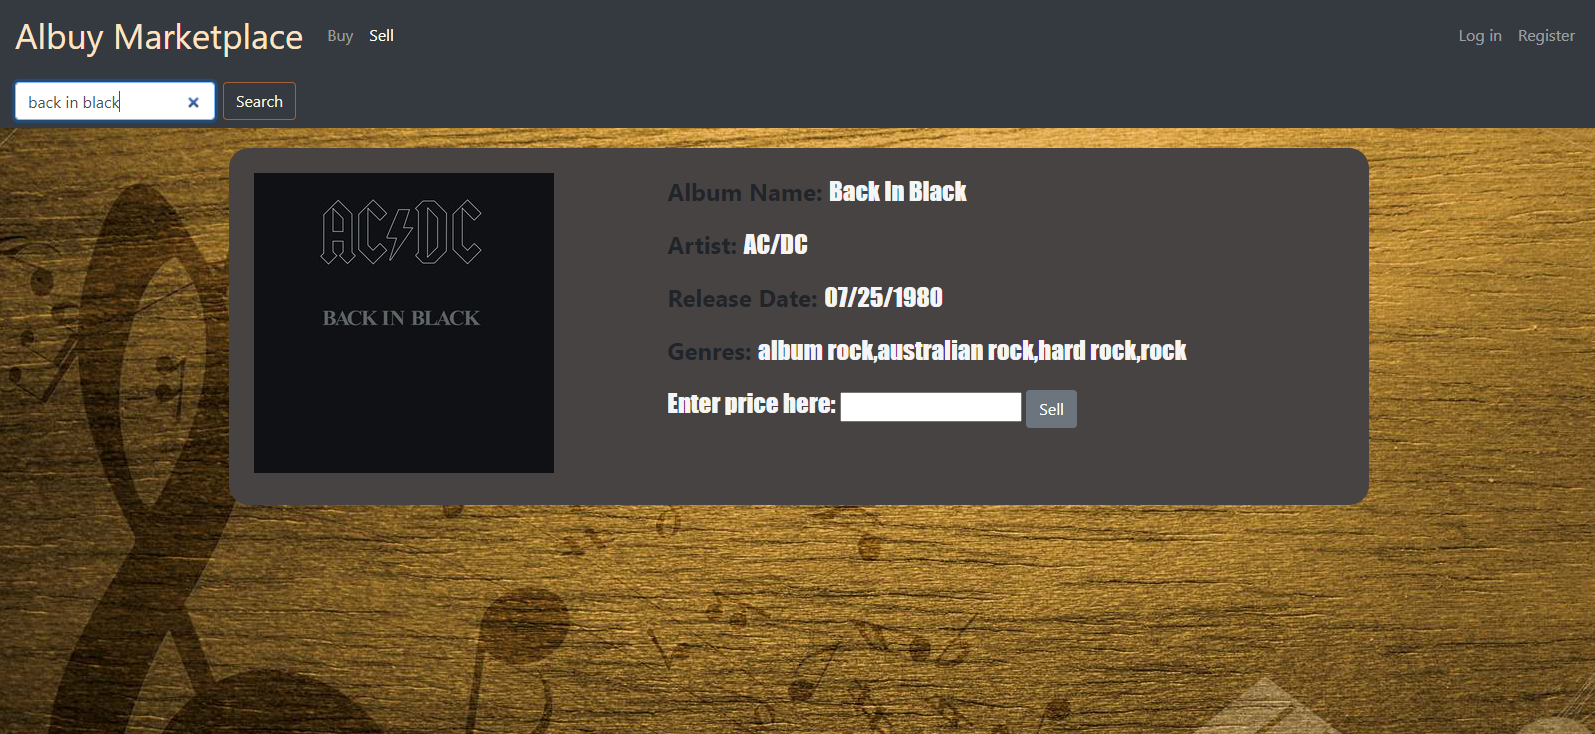 Albuy Marketplace Buy Sell Log in Register
back in black Search
AC/DC
BACK IN BLACK
Album Name: Back In Black
Artist: AC/DC
Release Date: 07/25/1980
Genres: album rock,australian rock,hard rock,rock
Enter price here: Sell